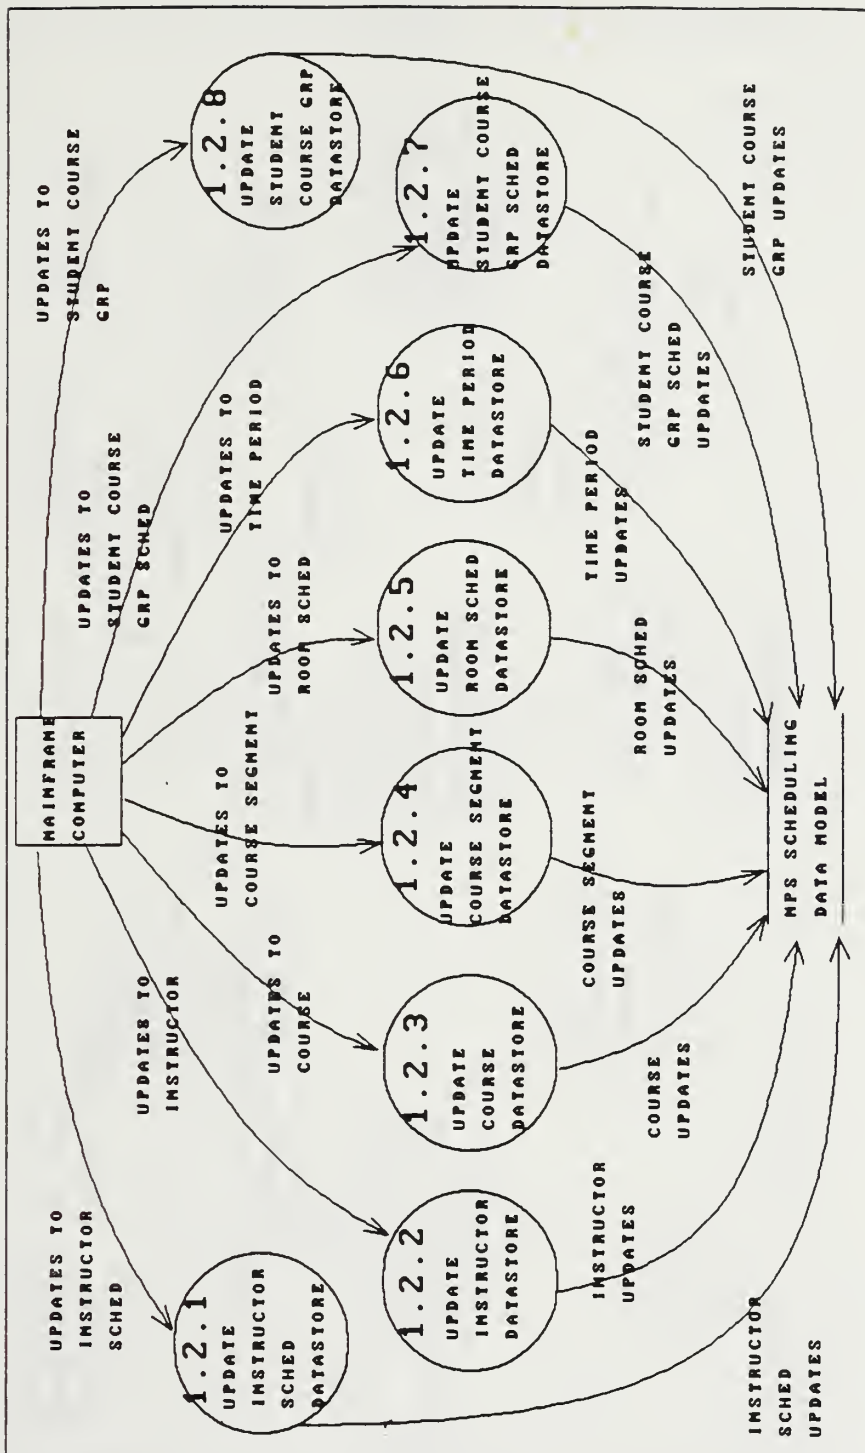 MAINFRAME
COMPUTER
UPDATES TO
INSTRUCTOR
SCHED
UPDATES TO
INSTRUCTOR
UPDATES TO
COURSE
UPDATES TO
COURSE SEGMENT
UPDATES TO
ROOM SCHED
UPDATES TO
TIME PERIOD
UPDATES TO
STUDENT COURSE
GRP SCHED
UPDATES TO
STUDENT COURSE
GRP
1.2.1
UPDATE
INSTRUCTOR
SCHED
DATASTORE
1.2.2
UPDATE
INSTRUCTOR
DATASTORE
1.2.3
UPDATE
COURSE
DATASTORE
1.2.4
UPDATE
COURSE SEGMENT
DATASTORE
1.2.5
UPDATE
ROOM SCHED
DATASTORE
1.2.6
UPDATE
TIME PERIOD
DATASTORE
1.2.7
UPDATE
STUDENT COURSE
GRP SCHED
DATASTORE
1.2.8
UPDATE
STUDENT
COURSE GRP
DATASTORE
INSTRUCTOR
SCHED
UPDATES
INSTRUCTOR
UPDATES
COURSE
UPDATES
COURSE SEGMENT
UPDATES
ROOM SCHED
UPDATES
TIME PERIOD
UPDATES
STUDENT COURSE
GRP SCHED
UPDATES
STUDENT COURSE
GRP UPDATES
NPS SCHEDULING
DATA MODEL